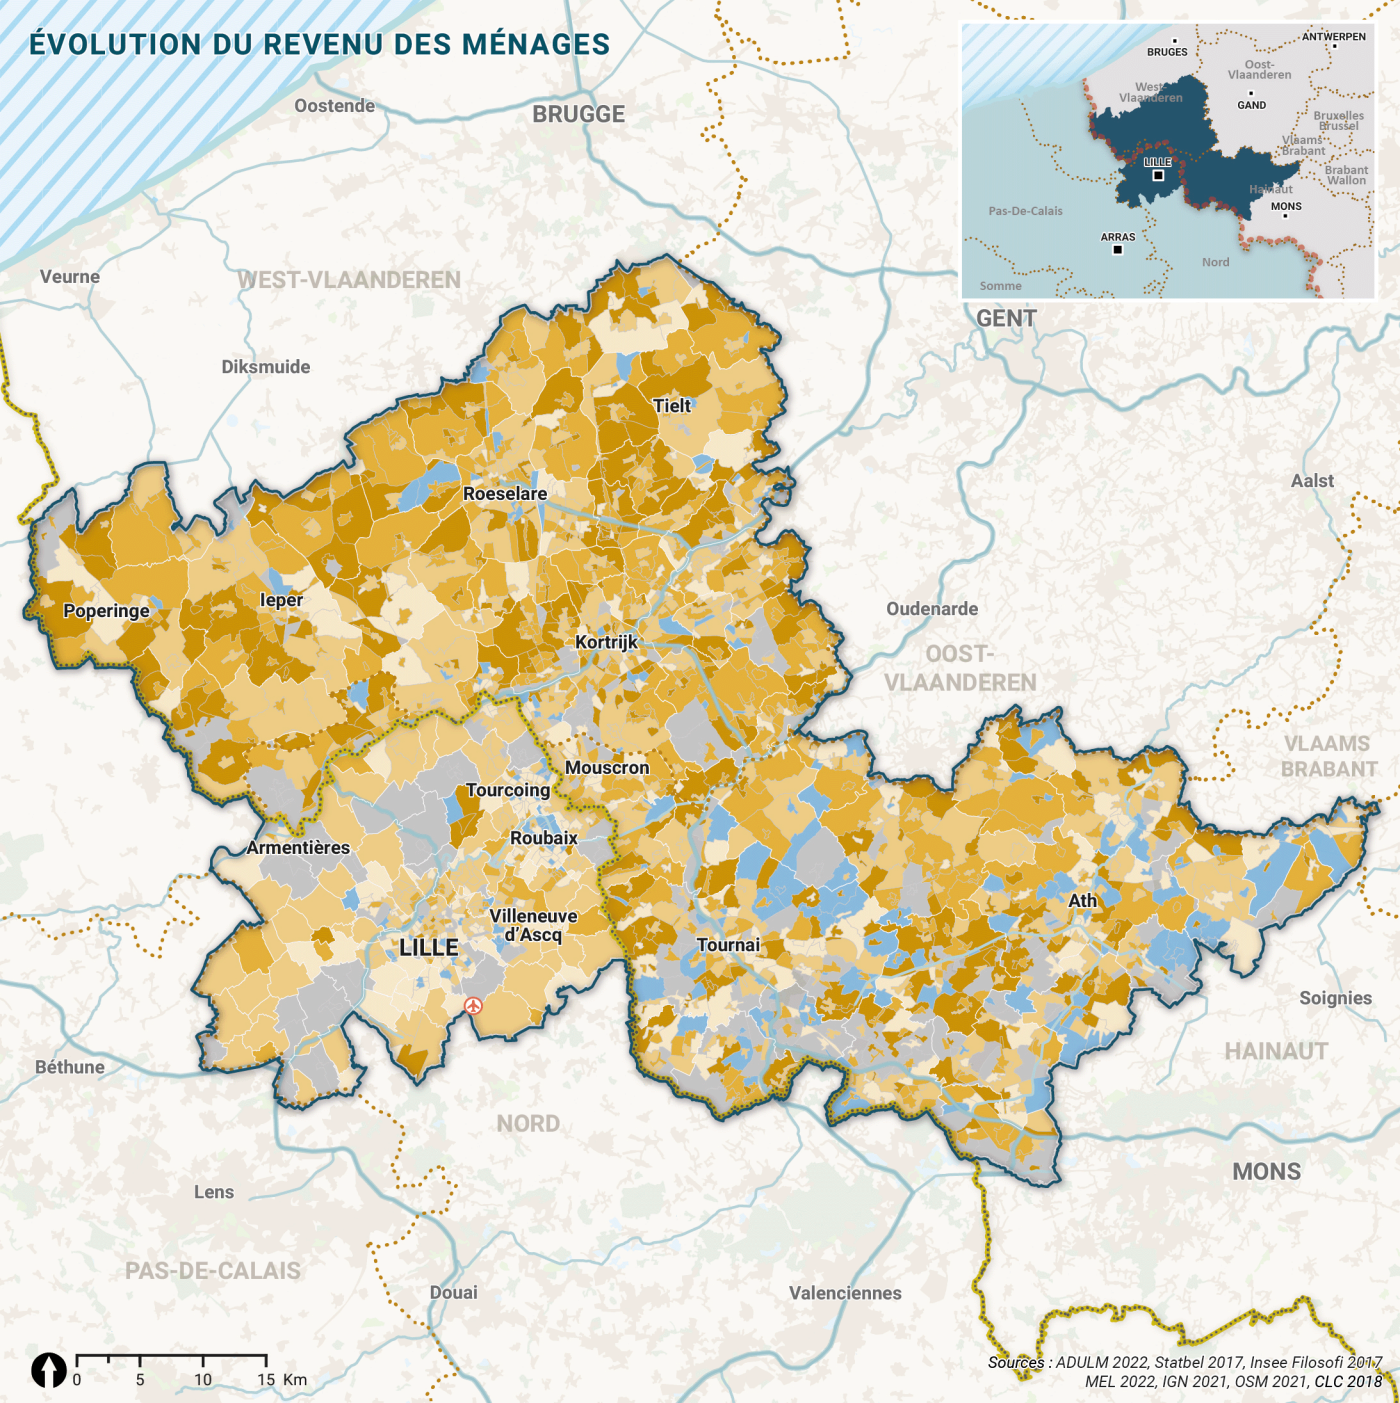 ÉVOLUTION DU REVENU DES MÉNAGES
ANTWERPEN
BRUGES
Oost-
Vlaanderen
West-
Vlaanderen
GAND
Bruxelles
Brussel
Vlaams
Brabant
LILLE
Brabant
Wallon
Hainaut
MONS
Pas-De-Calais
ARRAS
Nord
Somme
Oostende
BRUGGE
Veurne
WEST-VLAANDEREN
GENT
Diksmuide
Tielt
Aalst
Roeselare
Ieper
Poperinge
Oudenarde
Kortrijk
OOST-
VLAANDEREN
VLAAMS
BRABANT
Mouscron
Tourcoing
Roubaix
Armentières
Ath
Villeneuve
d'Ascq
LILLE
Tournai
Soignies
Béthune
HAINAUT
NORD
MONS
Lens
PAS-DE-CALAIS
Douai
Valenciennes
0 5 10 15 Km
Sources : ADULM 2022, Statbel 2017, Insee Filosofi 2017
MEL 2022, IGN 2021, OSM 2021, CLC 2018